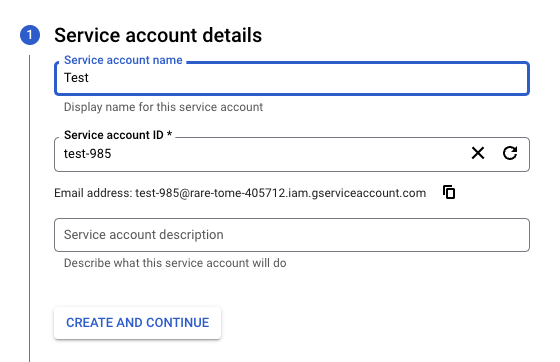 1 Service account details
Service account name
Test
Display name for this service account
Service account ID *
test-985
Email address: test-985@rare-tome-405712.iam.gserviceaccount.com
Service account description
Describe what this service account will do
CREATE AND CONTINUE